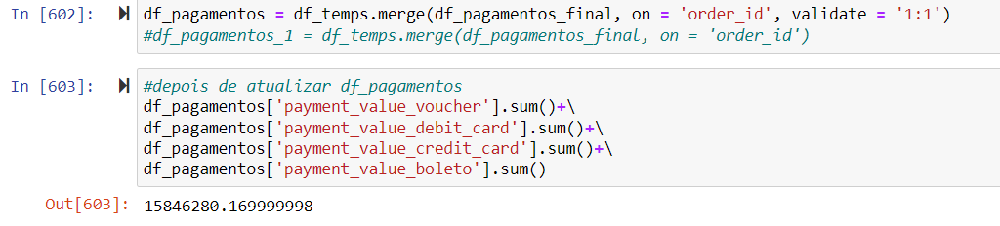 In [602]: df_pagamentos = df_temps.merge(df_pagamentos_final, on = 'order_id', validate = '1:1')
#df_pagamentos_1 = df_temps.merge(df_pagamentos_final, on = 'order_id')
In [603]: #depois de atualizar df_pagamentos
df_pagamentos['payment_value_voucher'].sum()+\
df_pagamentos['payment_value_debit_card'].sum()+\
df_pagamentos['payment_value_credit_card'].sum()+\
df_pagamentos['payment_value_boleto'].sum()
Out[603]: 15846280.169999998